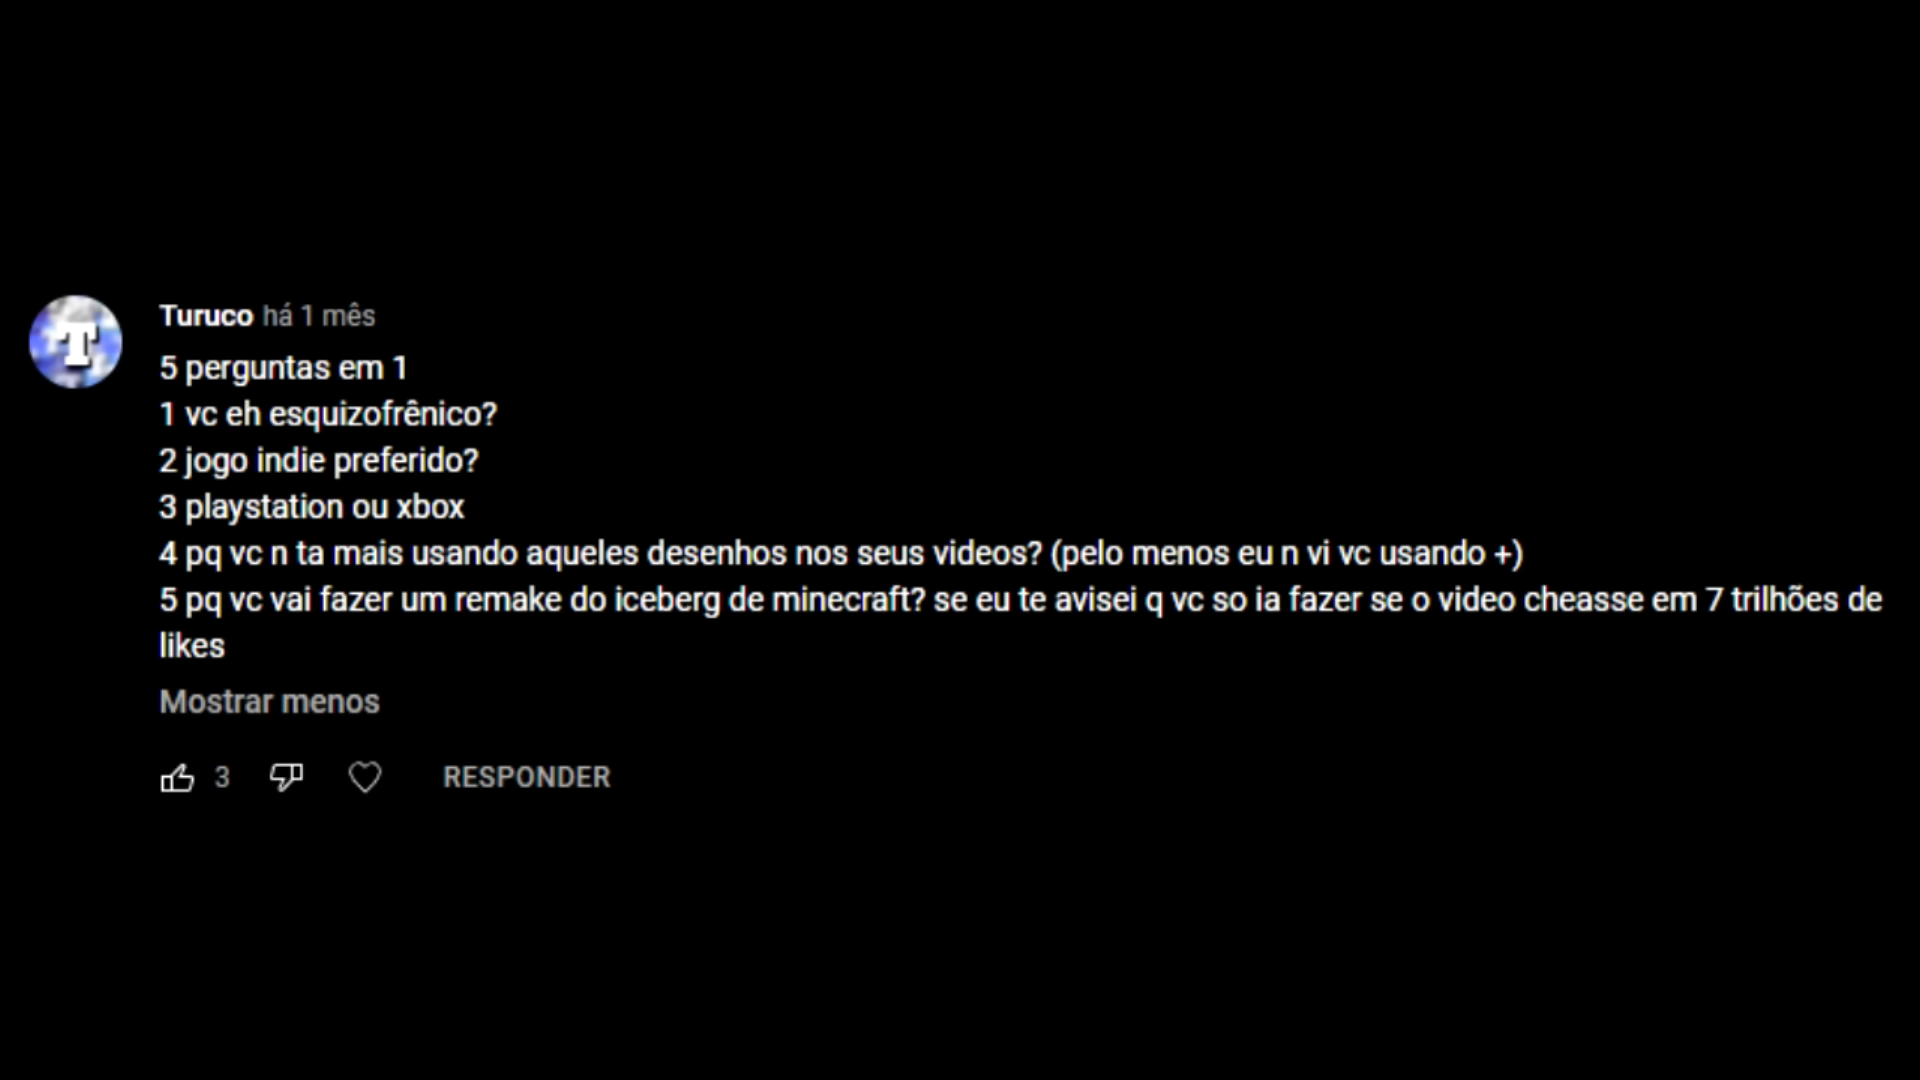 T
Turuco há 1 mês
5 perguntas em 1
1 vc eh esquizofrênico?
2 jogo indie preferido?
3 playstation ou xbox
4 pq vc n ta mais usando aqueles desenhos nos seus videos? (pelo menos eu n vi vc usando +)
5 pq vc vai fazer um remake do iceberg de minecraft? se eu te avisei q vc so ia fazer se o video cheasse em 7 trilhões de
likes
Mostrar menos
3 RESPONDER